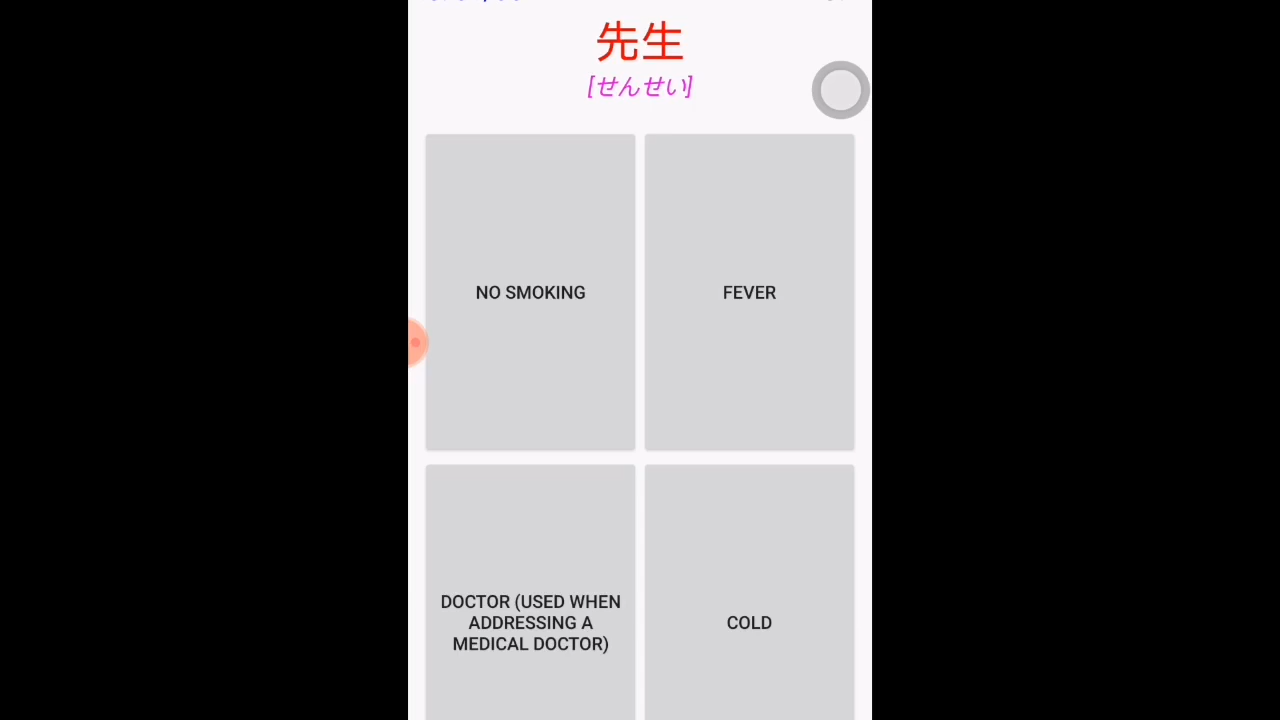 先生
[せんせい]
NO SMOKING
FEVER
DOCTOR (USED WHEN
ADDRESSING A
MEDICAL DOCTOR)
COLD